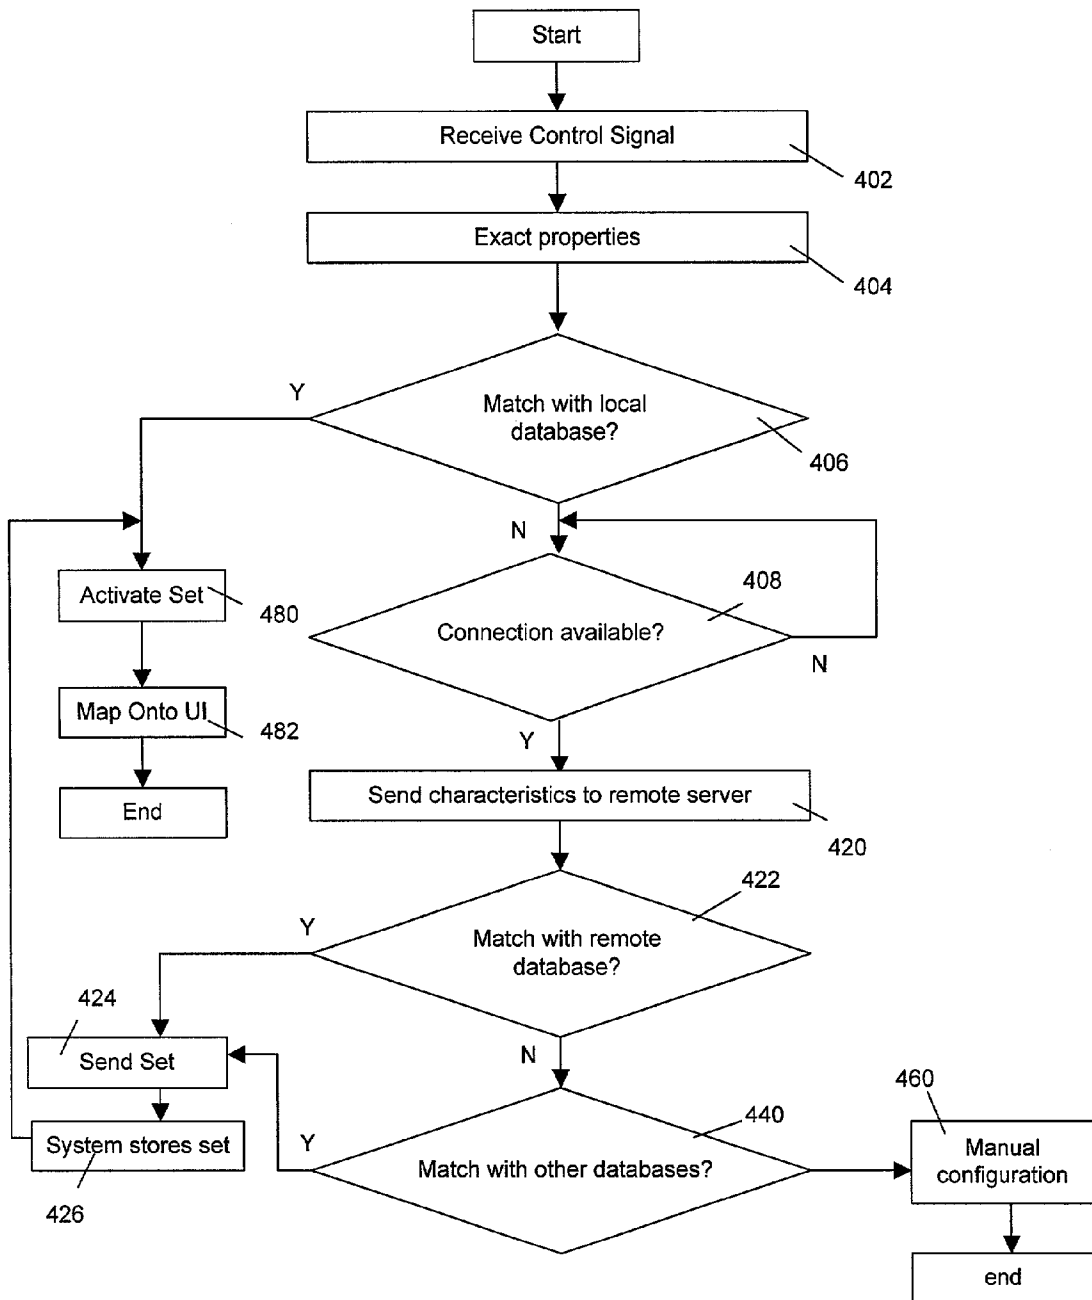 Start
Receive Control Signal
402
Exact properties
404
Y
Match with local
database?
406
N
408
Activate Set
480
Connection available?
N
Map Onto UI
482
Y
Send characteristics to remote server
End
420
422
Y
Match with remote
database?
424
Send Set
N
460
440
System stores set
Y
Match with other databases?
Manual
configuration
426
end